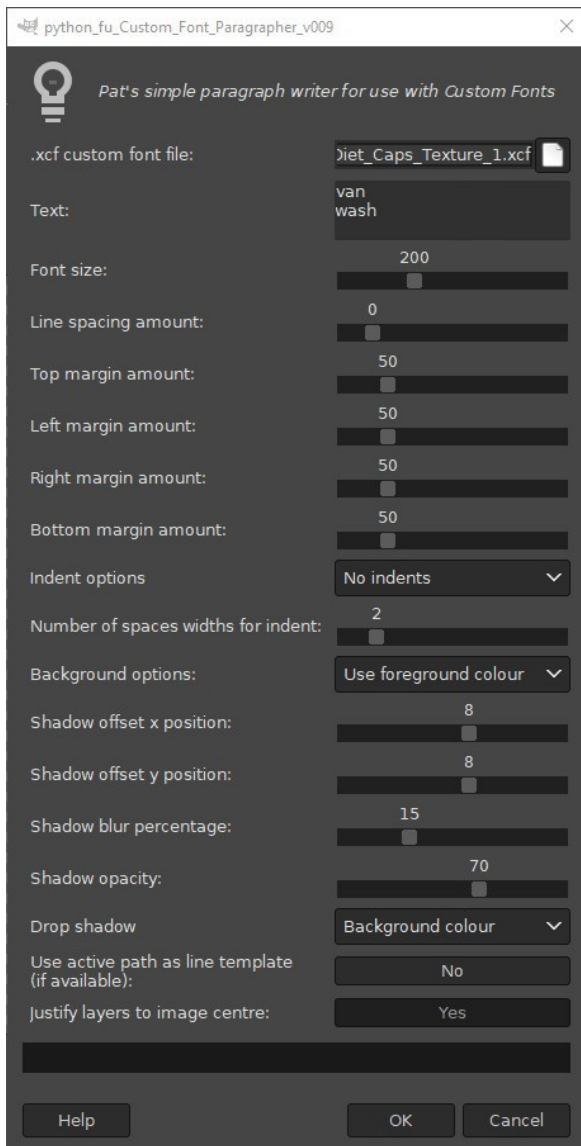 python_fu_Custom_Font_Paragrapher_v009
Pat's simple paragraph writer for use with Custom Fonts
.xcf custom font file: Diet_Caps_Texture_1.xcf
Text:
van
wash
Font size: 200
Line spacing amount: 0
Top margin amount: 50
Left margin amount: 50
Right margin amount: 50
Bottom margin amount: 50
Indent options No indents
Number of spaces widths for indent: 2
Background options: Use foreground colour
Shadow offset x position: 8
Shadow offset y position: 8
Shadow blur percentage: 15
Shadow opacity: 70
Drop shadow Background colour
Use active path as line template
(if available): No
Justify layers to image centre: Yes
Help OK Cancel